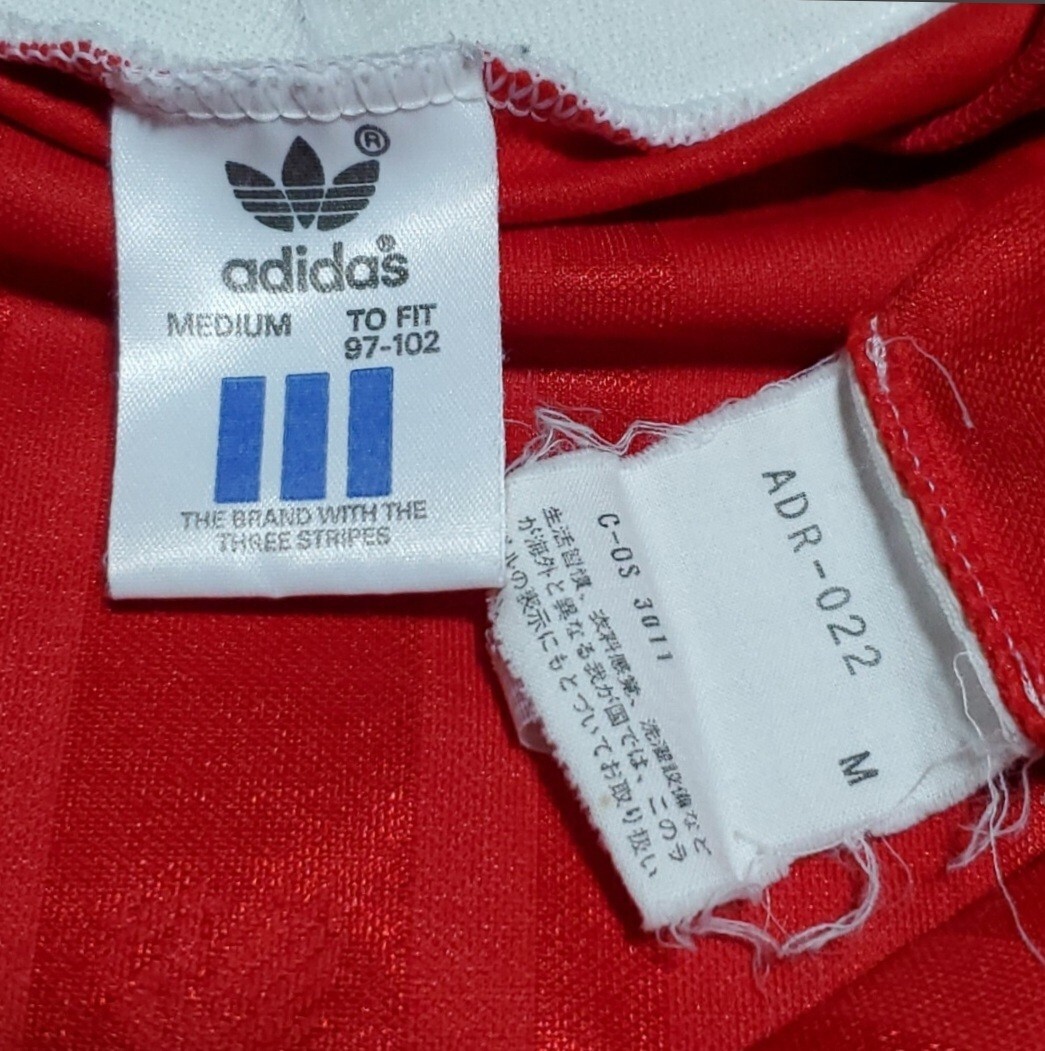 ®
adidas®
MEDIUM
TO FIT
97-102
THE BRAND WITH THE
THREE STRIPES
ADR-022 M
C-OS 3011
生活習慣、衣料感覚、洗濯設備など
が海外と異なる我が国では、このラ
ルの表示にもとづいてお取り扱い